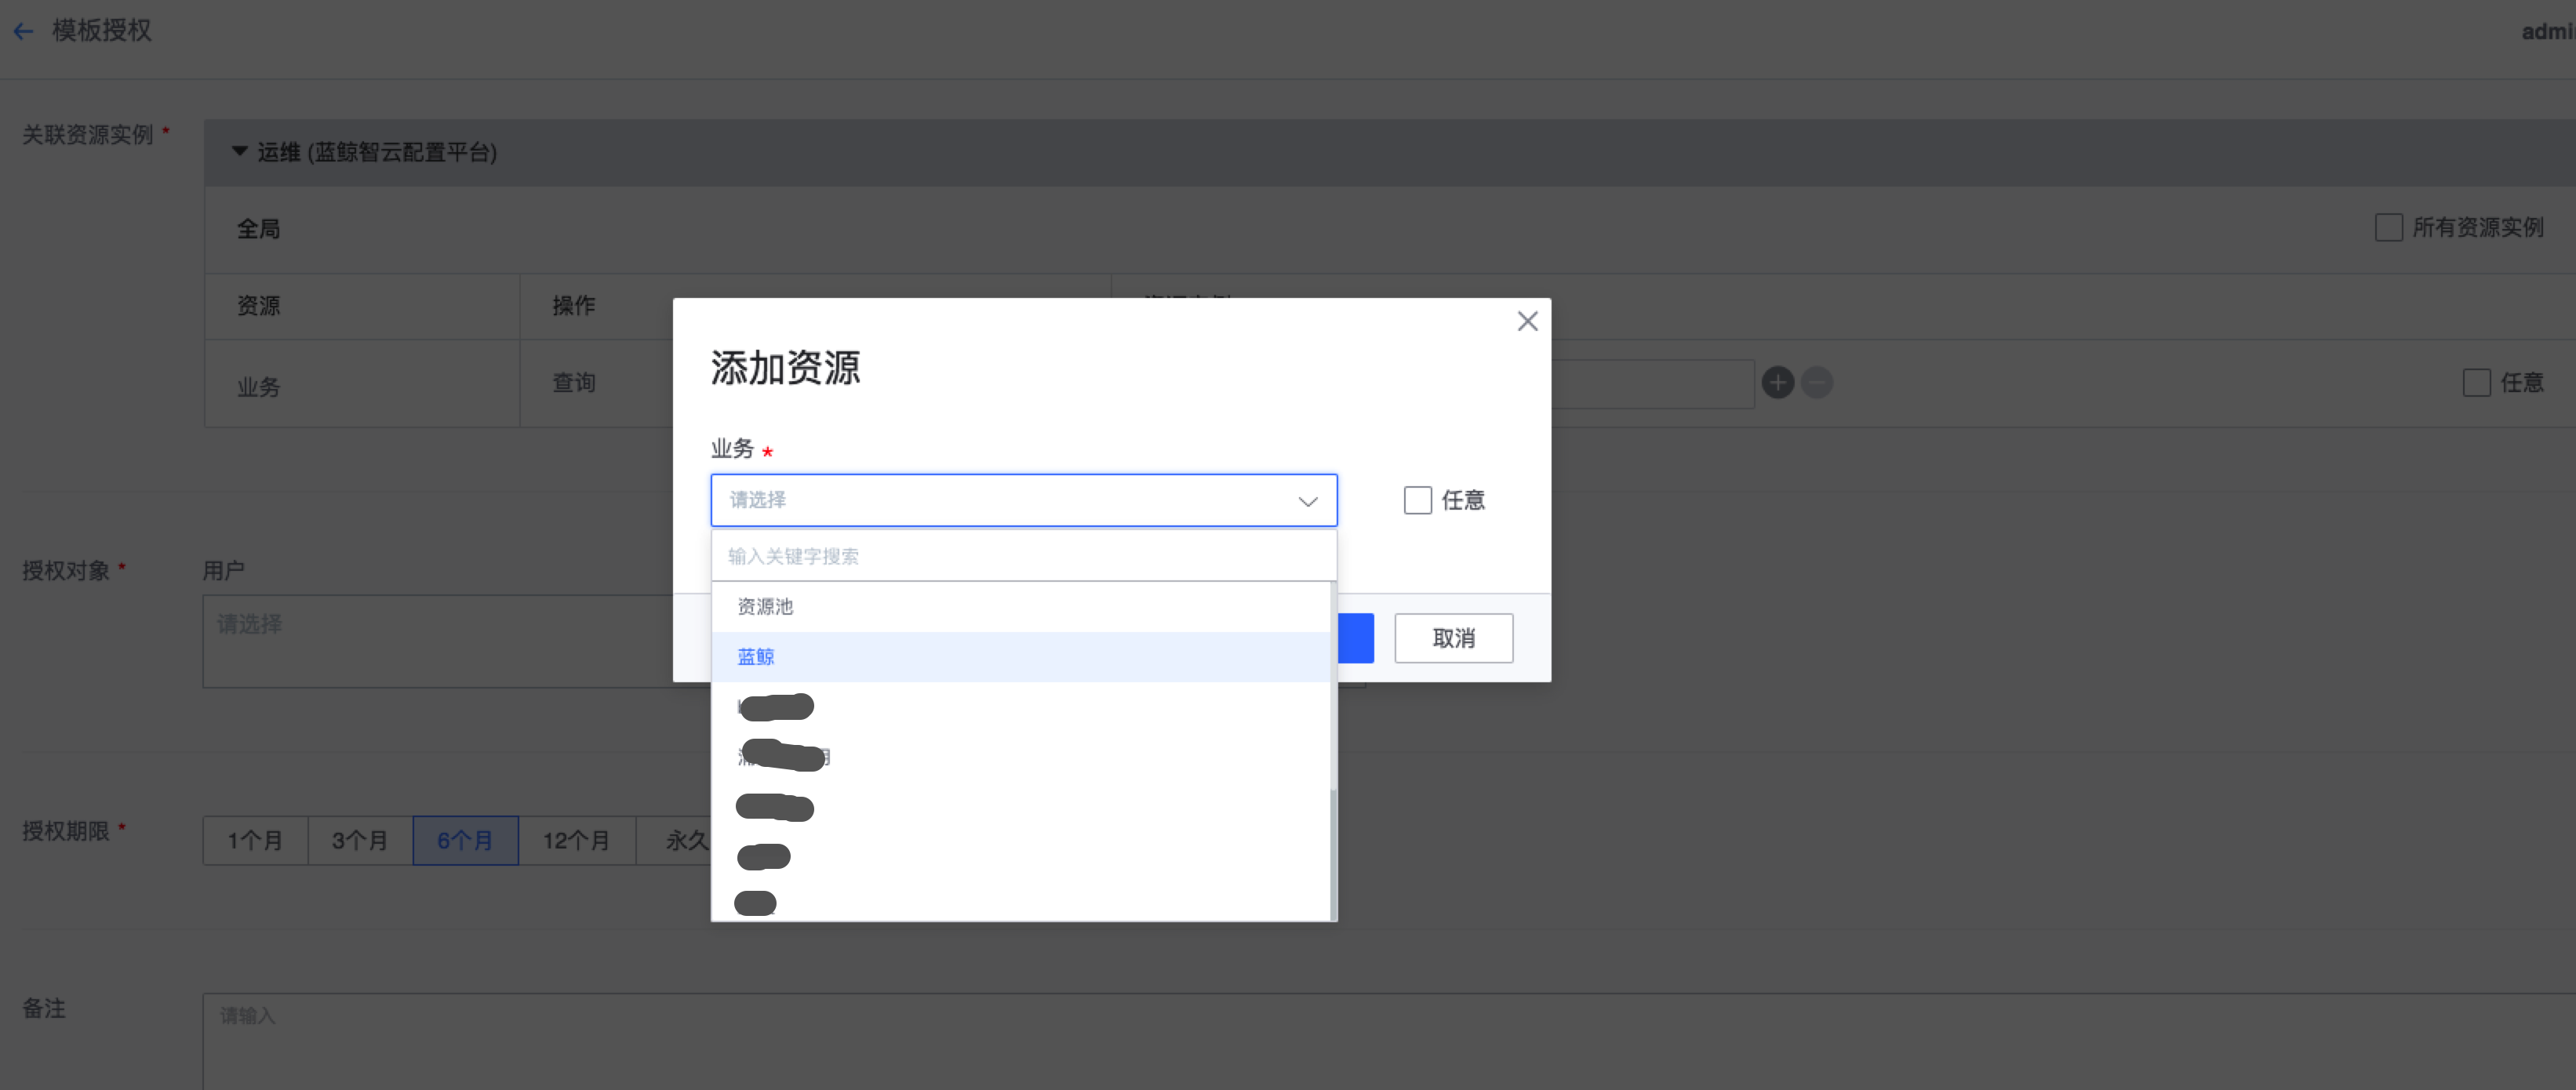 模板授权
admi
关联资源实例 *
运维 (蓝鲸智云配置平台)
全局
所有资源实例
资源
操作
业务
查询
任意
添加资源
业务 *
请选择
任意
输入关键字搜索
资源池
蓝鲸
取消
授权对象 *
用户
请选择
授权期限 *
1个月
3个月
6个月
12个月
永久
备注
请输入